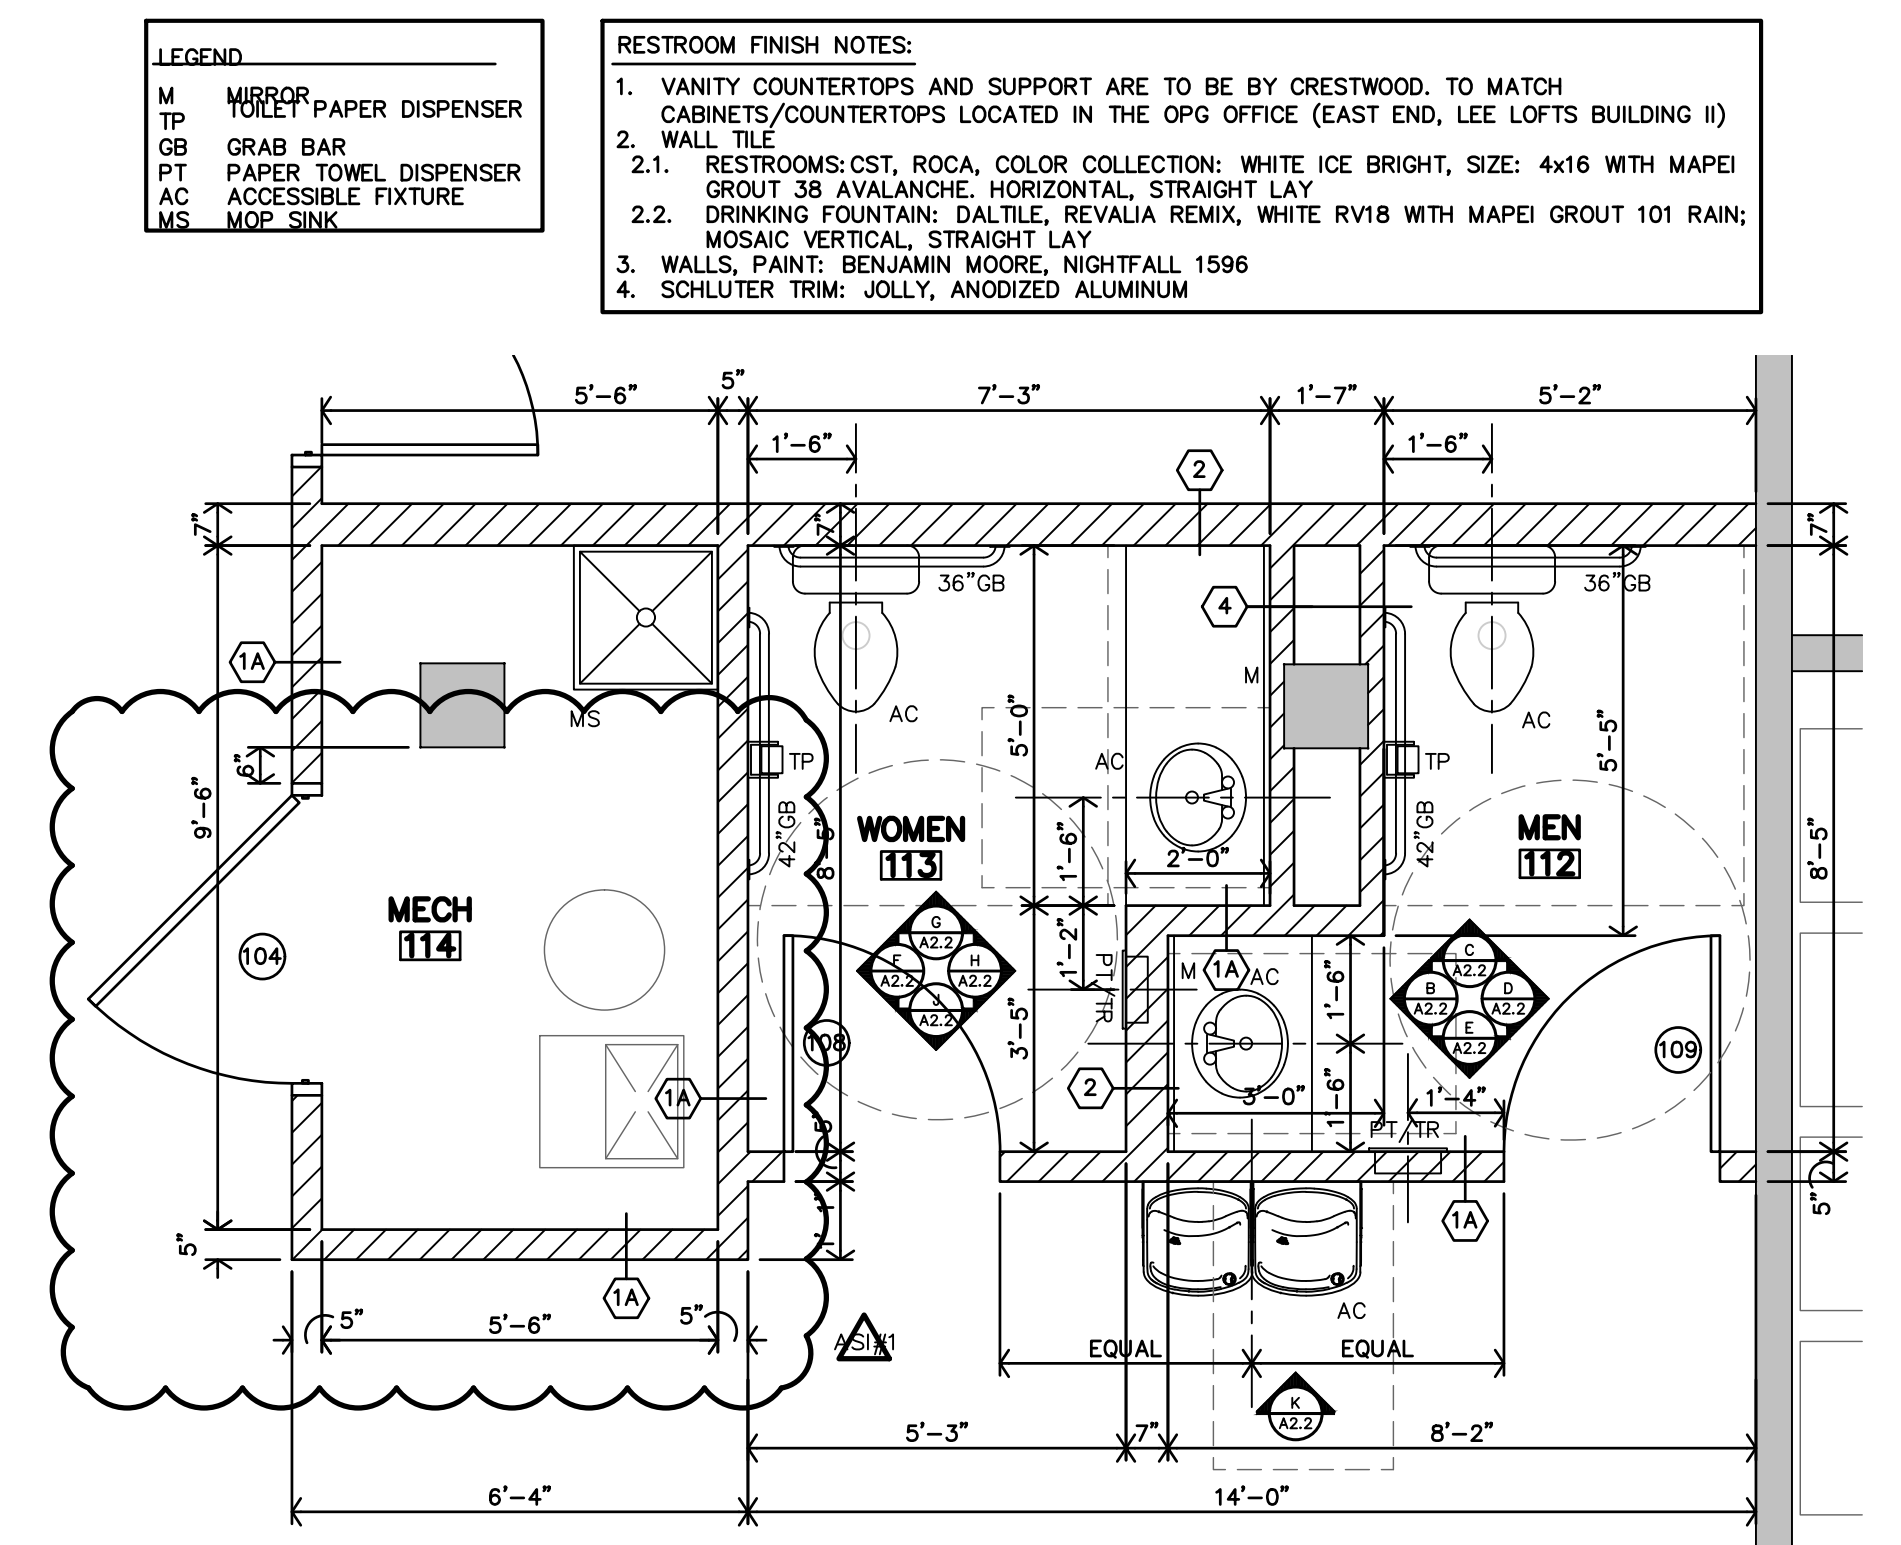 LEGEND
M MIRROR
TP TOILET PAPER DISPENSER
GB GRAB BAR
PT PAPER TOWEL DISPENSER
AC ACCESSIBLE FIXTURE
MS MOP SINK
RESTROOM FINISH NOTES:
1. VANITY COUNTERTOPS AND SUPPORT ARE TO BE BY CRESTWOOD. TO MATCH
CABINETS/COUNTERTOPS LOCATED IN THE OPG OFFICE (EAST END, LEE LOFTS BUILDING II)
2. WALL TILE
2.1. RESTROOMS: CST, ROCA, COLOR COLLECTION: WHITE ICE BRIGHT, SIZE: 4x16 WITH MAPEI
GROUT 38 AVALANCHE. HORIZONTAL, STRAIGHT LAY
2.2. DRINKING FOUNTAIN: DALTILE, REVALIA REMIX, WHITE RV18 WITH MAPEI GROUT 101 RAIN;
MOSAIC VERTICAL, STRAIGHT LAY
3. WALLS, PAINT: BENJAMIN MOORE, NIGHTFALL 1596
4. SCHLUTER TRIM: JOLLY, ANODIZED ALUMINUM
5'-6" 5" 7'-3" 1'-7" 5'-2"
1'-6" 1'-6"
2
7" 7" 7"
36"GB 36"GB
4
1A
M
MS AC AC
5'-0" 5'-5"
TP AC TP
6"
9'-6"
42"GB 8'-5" 1'-6" 42"GB 8'-5"
WOMEN MEN
113 112
2'-0"
MECH
114
104
G
A2.2
F
A2.2
H
A2.2
J
A2.2
1'-2"
PT/TR
M 1A AC
1'-6"
C
A2.2
B
A2.2
D
A2.2
E
A2.2
3'-5"
108 109
1A 2
3'-0" 1'-6" 1'-4"
PT/TR
5"
1'-1"
5"
1A
5"
1A
5" 5'-6" 5"
AC
ASI#1
EQUAL EQUAL
K
A2.2
5'-3" 7" 8'-2"
6'-4" 14'-0"